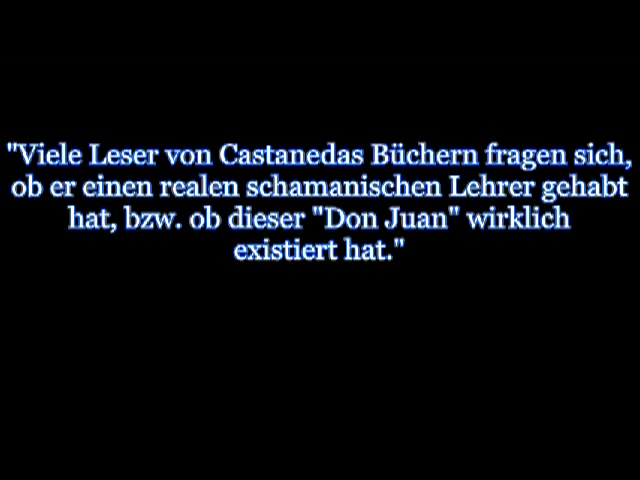 "Viele Leser von Castanedas Büchern fragen sich,
ob er einen realen schamanischen Lehrer gehabt
hat, bzw. ob dieser "Don Juan" wirklich
existiert hat."